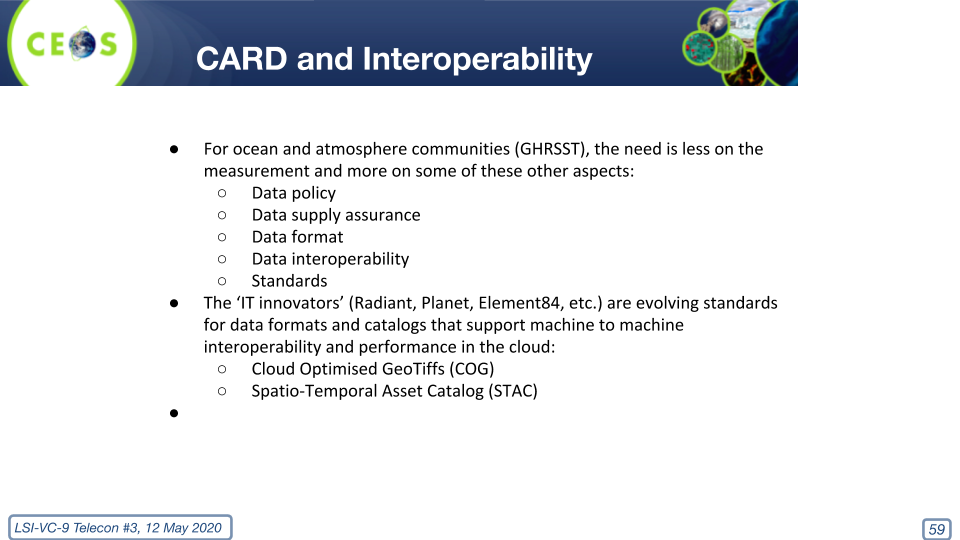 CEOS
CARD and Interoperability
● For ocean and atmosphere communities (GHRSST), the need is less on the
measurement and more on some of these other aspects:
○ Data policy
○ Data supply assurance
○ Data format
○ Data interoperability
○ Standards
● The ‘IT innovators’ (Radiant, Planet, Element84, etc.) are evolving standards
for data formats and catalogs that support machine to machine
interoperability and performance in the cloud:
○ Cloud Optimised GeoTiffs (COG)
○ Spatio-Temporal Asset Catalog (STAC)
●
LSI-VC-9 Telecon #3, 12 May 2020
59